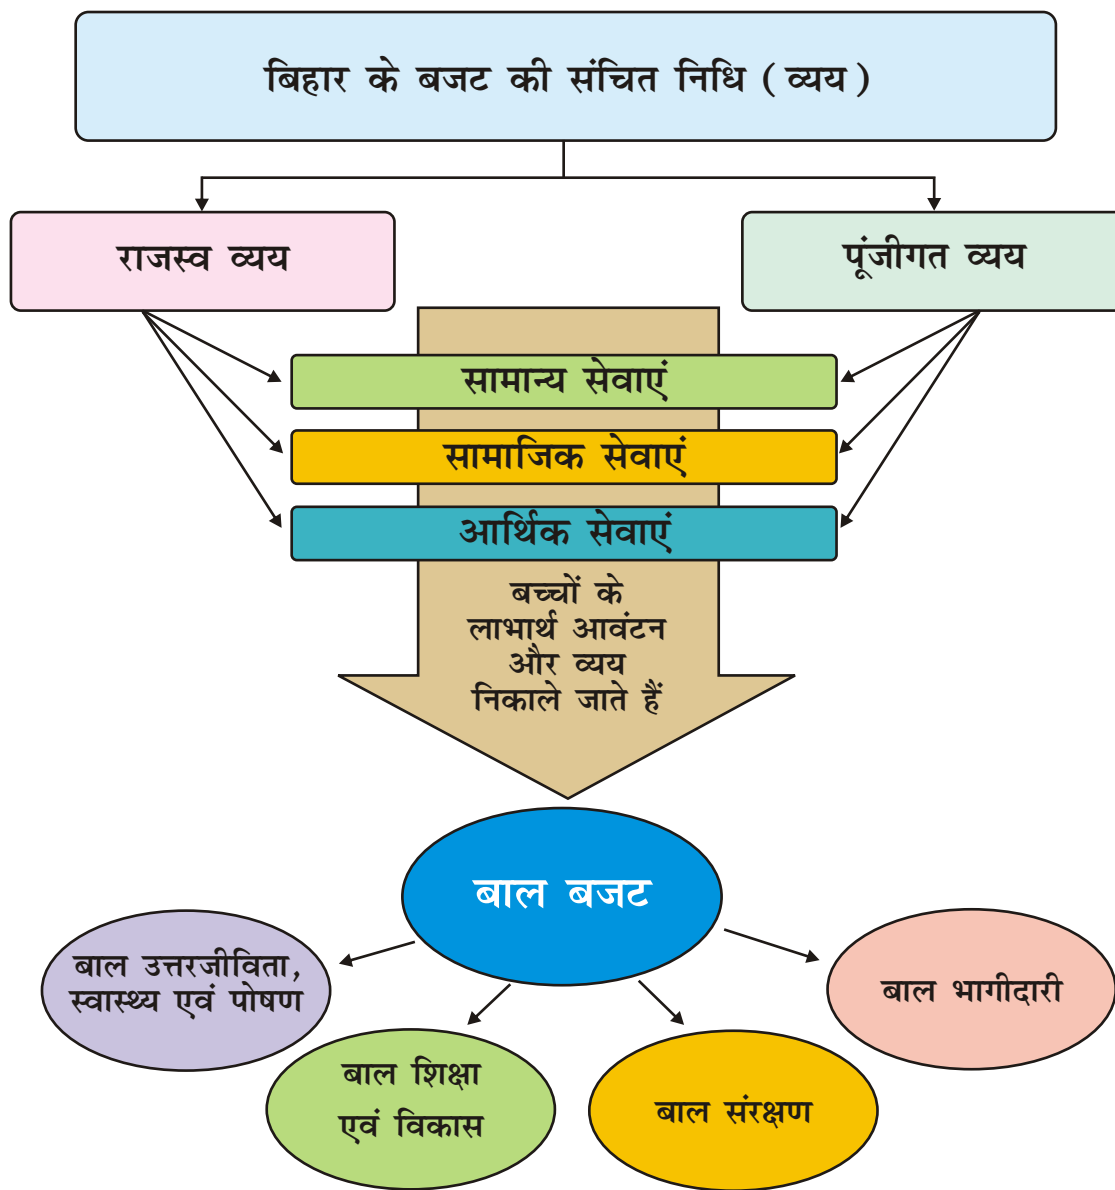 बिहार के बजट की संचित निधि (व्यय)
राजस्व व्यय
पूंजीगत व्यय
सामान्य सेवाएं
सामाजिक सेवाएं
आर्थिक सेवाएं
बच्चों के
लाभार्थ आवंटन
और व्यय
निकाले जाते हैं
बाल बजट
बाल उत्तरजीविता,
स्वास्थ्य एवं पोषण
बाल शिक्षा
एवं विकास
बाल संरक्षण
बाल भागीदारी